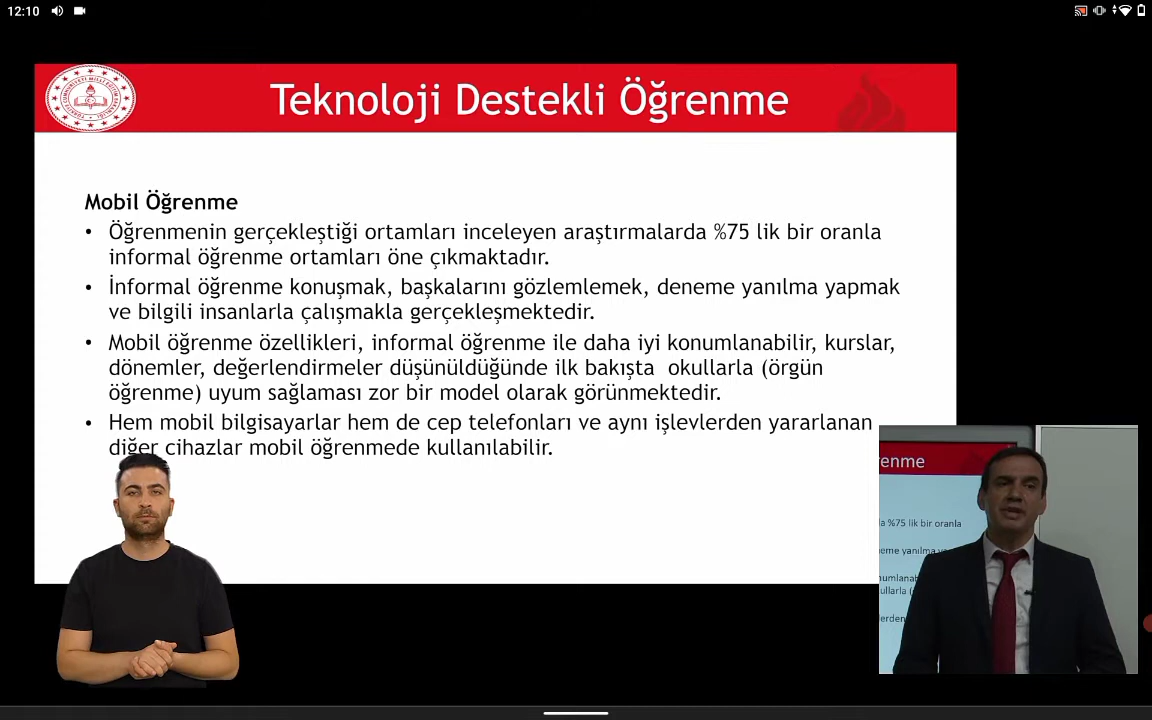 12:10
Teknoloji Destekli Öğrenme
Mobil Öğrenme
• Öğrenmenin gerçekleştiği ortamları inceleyen araştırmalarda %75 lik bir oranla
informal öğrenme ortamları öne çıkmaktadır.
• İnformal öğrenme konuşmak, başkalarını gözlemlemek, deneme yanılma yapmak
ve bilgili insanlarla çalışmakla gerçekleşmektedir.
• Mobil öğrenme özellikleri, informal öğrenme ile daha iyi konumlanabilir, kurslar,
dönemler, değerlendirmeler düşünüldüğünde ilk bakışta okullarla (örgün
öğrenme) uyum sağlaması zor bir model olarak görünmektedir.
• Hem mobil bilgisayarlar hem de cep telefonları ve aynı işlevlerden yararlanan
diğer cihazlar mobil öğrenmede kullanılabilir.
enme
%75 lik bir oranla
eme yanılma